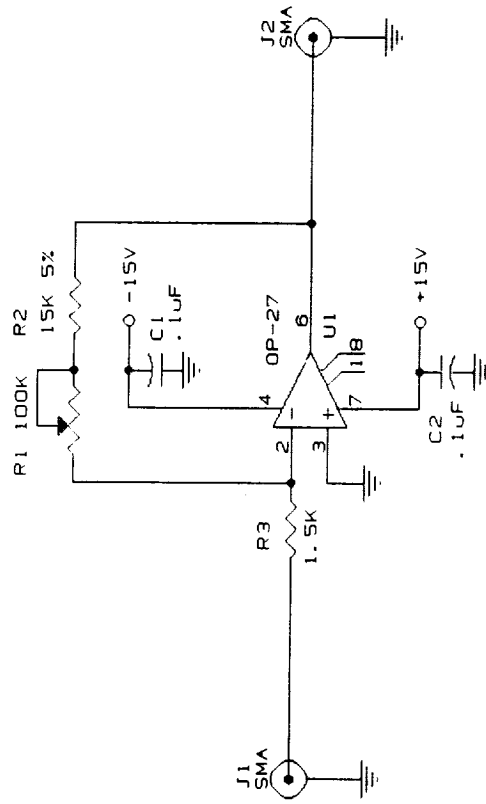 R1 100K
R2
15K 5%
-15V
C1
.1uF
OP-27
U1
6
4
2
-
3
+
7
1
8
R3
1.5K
+15V
C2
.1uF
J1
SMA
J2
SMA